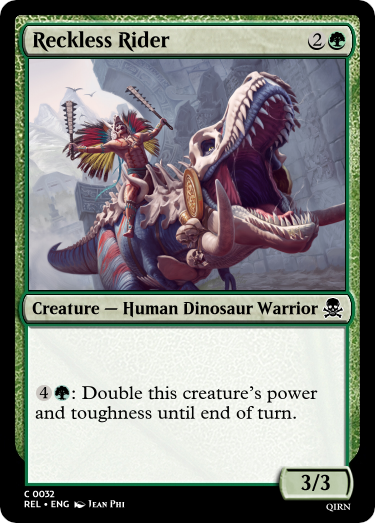 Reckless Rider 2
Creature — Human Dinosaur Warrior
4 : Double this creature's power
and toughness until end of turn.
3/3
C 0032
REL • ENG Jean Phi
QIRN